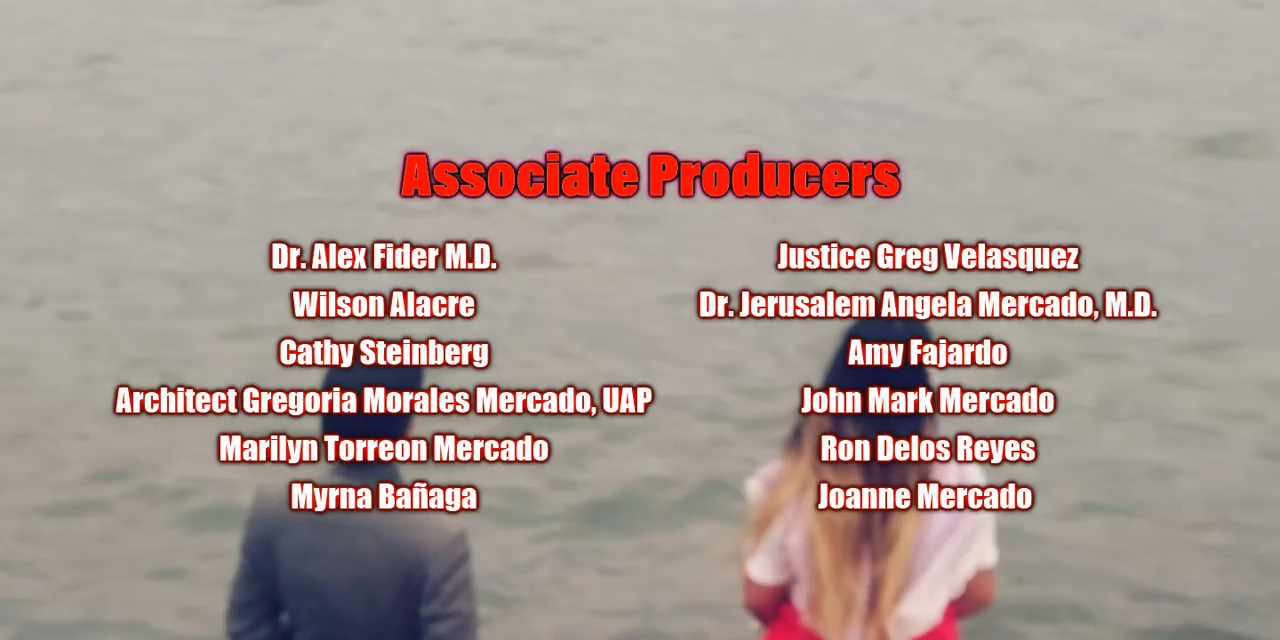 Associate Producers
Dr. Alex Fider M.D.
Wilson Alacre
Cathy Steinberg
Architect Gregoria Morales Mercado, UAP
Marilyn Torreon Mercado
Myrna Bañaga
Justice Greg Velasquez
Dr. Jerusalem Angela Mercado, M.D.
Amy Fajardo
John Mark Mercado
Ron Delos Reyes
Joanne Mercado